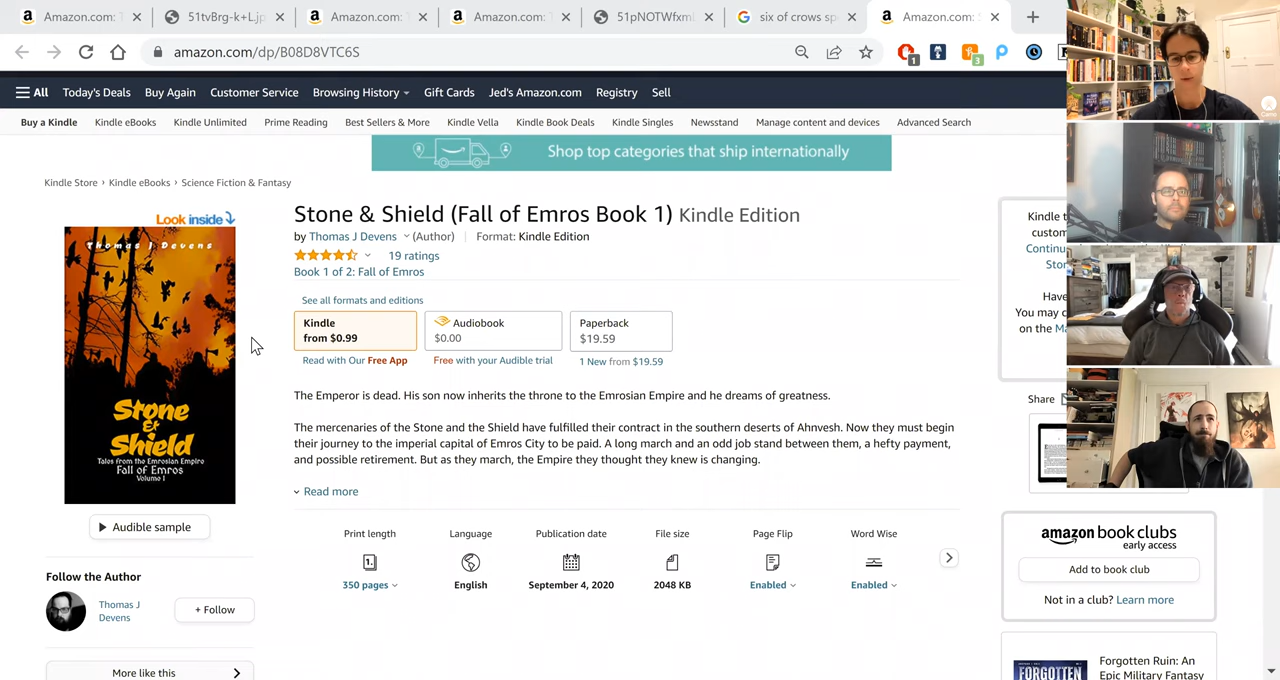 Amazon.com: T
51tvBrg-k+L.jp
Amazon.com: T
Amazon.com: T
51pNOTWfxmL
six of crows sp
Amazon.com: S
amazon.com/dp/B08D8VTC6S
1
3
All
Today's Deals
Buy Again
Customer Service
Browsing History
Gift Cards
Jed's Amazon.com
Registry
Sell
Buy a Kindle
Kindle eBooks
Kindle Unlimited
Prime Reading
Best Sellers & More
Kindle Vella
Kindle Book Deals
Kindle Singles
Newsstand
Manage content and devices
Advanced Search
Shop top categories that ship internationally
Kindle Store › Kindle eBooks › Science Fiction & Fantasy
Look inside
Thomas J Devens
Stone
&
Shield
Tales from the Emrosian Empire
Fall of Emros
Volume I
Audible sample
Follow the Author
Thomas J
Devens
+ Follow
More like this
Stone & Shield (Fall of Emros Book 1) Kindle Edition
by Thomas J Devens (Author) Format: Kindle Edition
19 ratings
Book 1 of 2: Fall of Emros
See all formats and editions
Kindle
from $0.99
Read with Our Free App
Audiobook
$0.00
Free with your Audible trial
Paperback
$19.59
1 New from $19.59
The Emperor is dead. His son now inherits the throne to the Emrosian Empire and he dreams of greatness.
The mercenaries of the Stone and the Shield have fulfilled their contract in the southern deserts of Ahnvesh. Now they must begin
their journey to the imperial capital of Emros City to be paid. A long march and an odd job stand between them, a hefty payment,
and possible retirement. But as they march, the Empire they thought they knew is changing.
Read more
Print length
350 pages
Language
English
Publication date
September 4, 2020
File size
2048 KB
Page Flip
Enabled
Word Wise
Enabled
Kindle t
custom
Continu
Stor
Have
You may c
on the Ma
Share
amazon book clubs
early access
Add to book club
Not in a club? Learn more
FORGOTTEN
Forgotten Ruin: An
Epic Military Fantasy